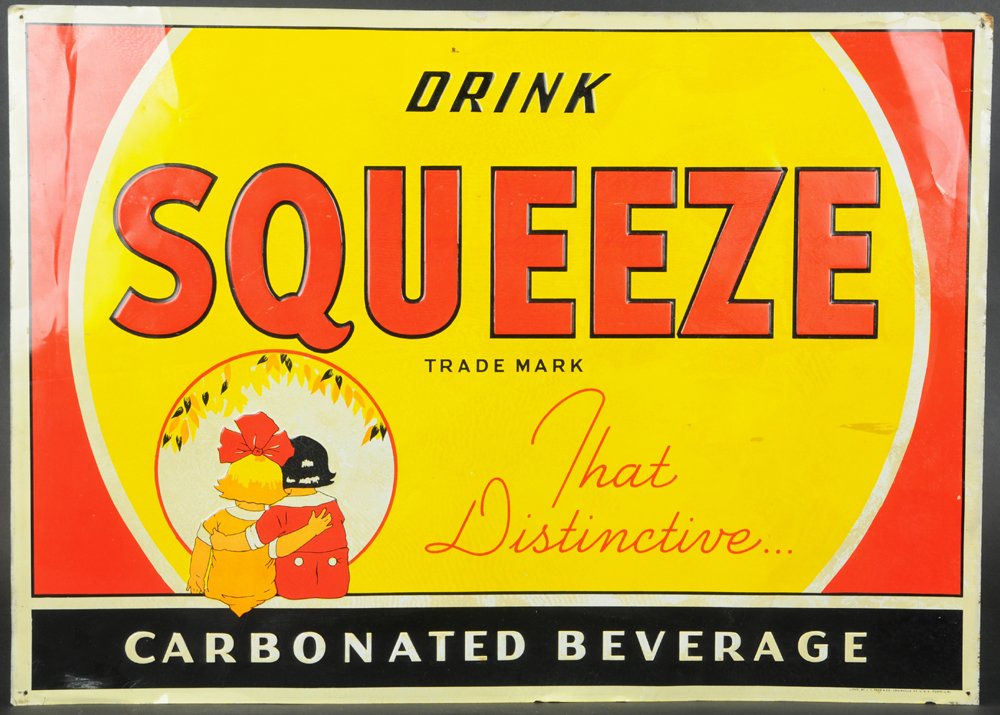 DRINK
SQUEEZE
TRADE MARK
That
Distinctive...
CARBONATED BEVERAGE